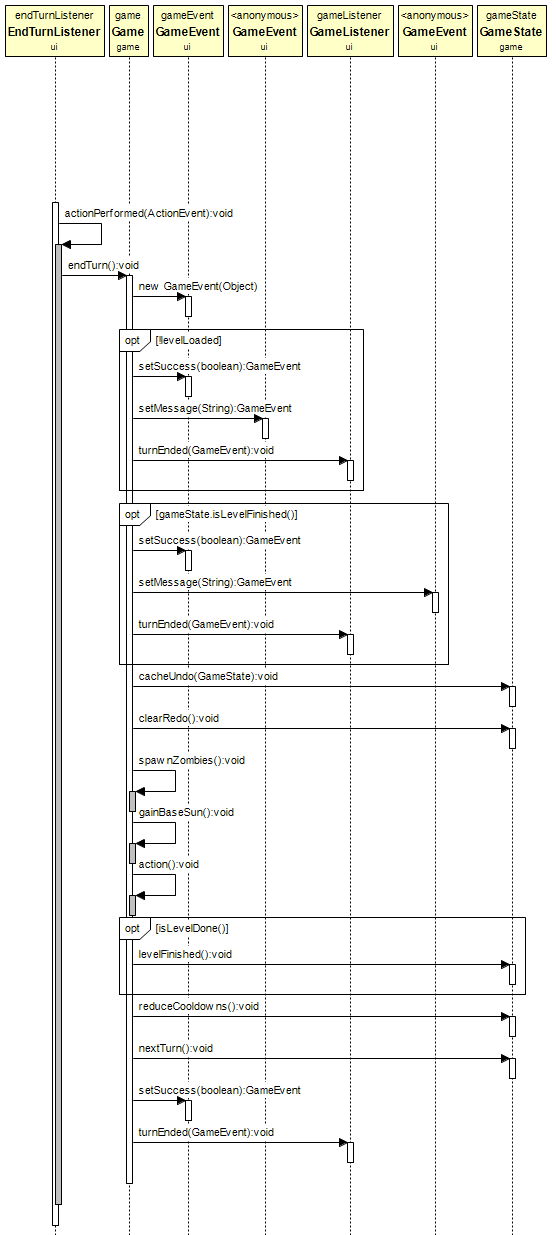 endTurnListener
EndTurnListener
ui
game
Game
game
gameEvent
GameEvent
ui
<anonymous>
GameEvent
ui
gameListener
GameListener
ui
<anonymous>
GameEvent
ui
gameState
GameState
game
actionPerformed(ActionEvent):void
endTurn():void
new GameEvent(Object)
opt [!levelLoaded]
setSuccess(boolean):GameEvent
setMessage(String):GameEvent
turnEnded(GameEvent):void
opt [gameState.isLevelFinished()]
setSuccess(boolean):GameEvent
setMessage(String):GameEvent
turnEnded(GameEvent):void
cacheUndo(GameState):void
clearRedo():void
spawnZombies():void
gainBaseSun():void
action():void
opt [isLevelDone()]
levelFinished():void
reduceCooldowns():void
nextTurn():void
setSuccess(boolean):GameEvent
turnEnded(GameEvent):void